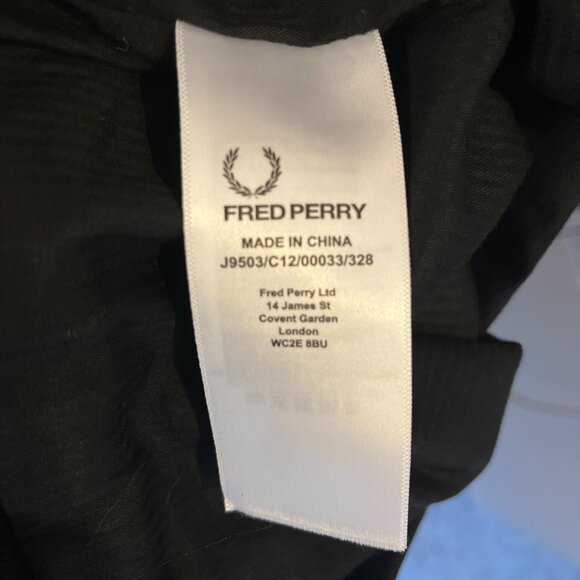 FRED PERRY
MADE IN CHINA
J9503/C12/00033/328
Fred Perry Ltd
14 James St
Covent Garden
London
WC2E 8BU